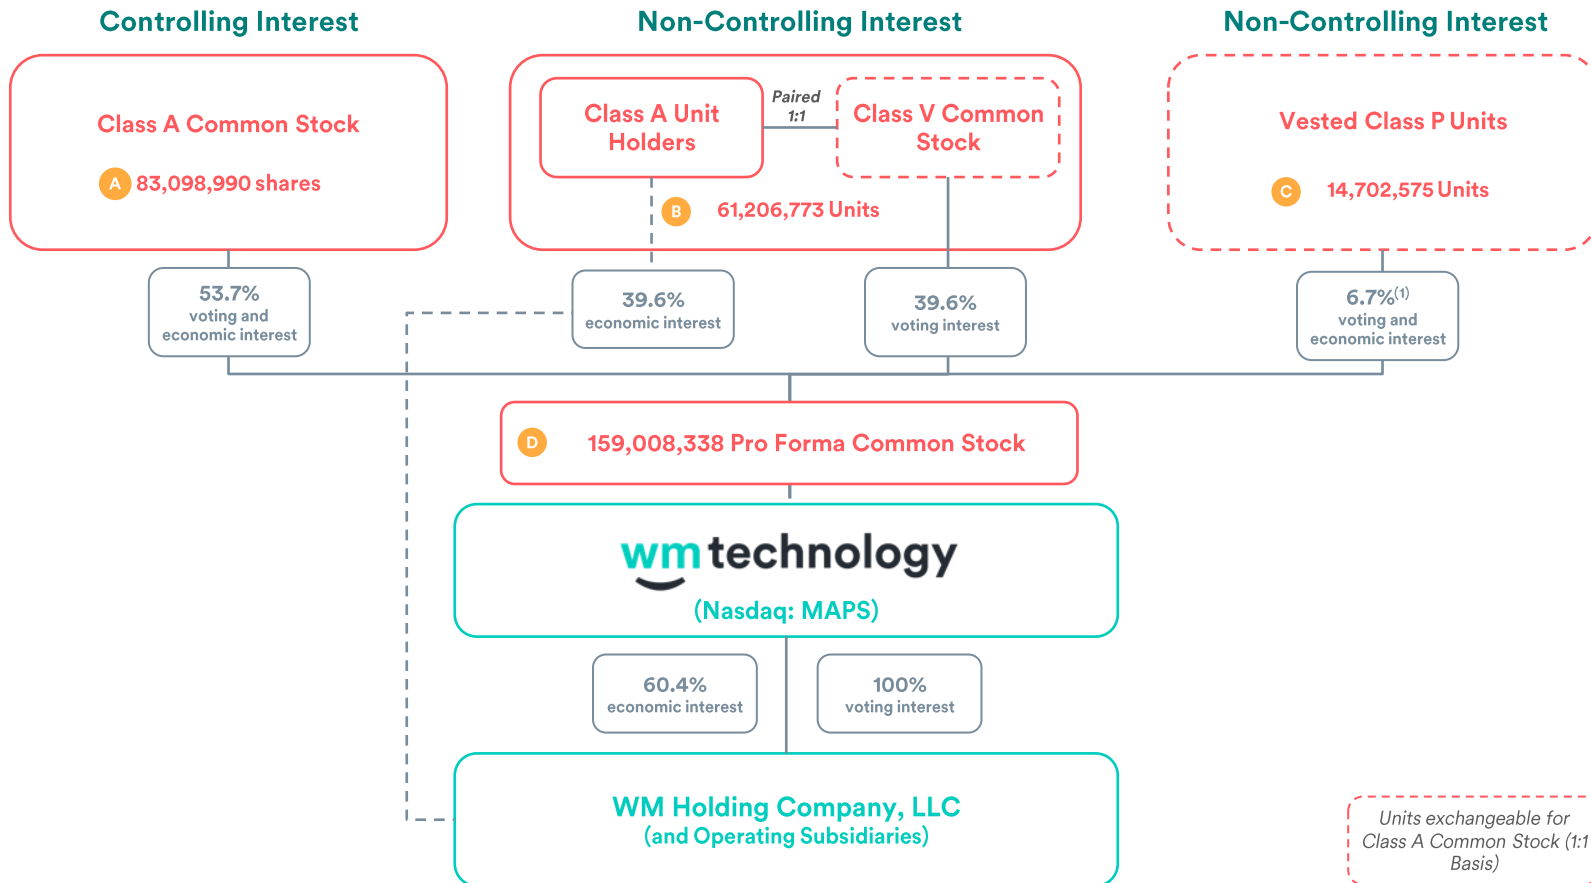 Controlling Interest
Non-Controlling Interest
Non-Controlling Interest
Class A Common Stock
A 83,098,990 shares
Class A Unit
Holders
Paired
1:1
Class V Common
Stock
B 61,206,773 Units
Vested Class P Units
C 14,702,575 Units
53.7%
voting and
economic interest
39.6%
economic interest
39.6%
voting interest
6.7%(1)
voting and
economic interest
D 159,008,338 Pro Forma Common Stock
wm technology
(Nasdaq: MAPS)
60.4%
economic interest
100%
voting interest
WM Holding Company, LLC
(and Operating Subsidiaries)
Units exchangeable for
Class A Common Stock (1:1
Basis)